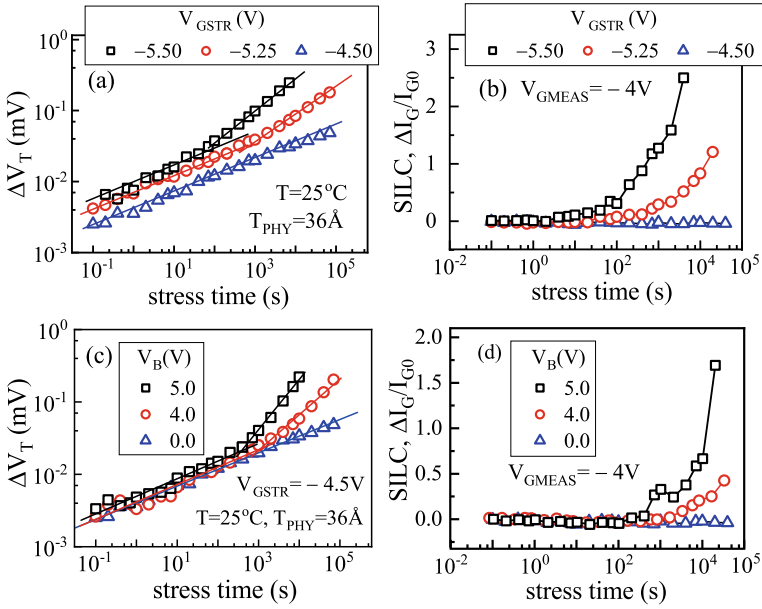 V_GSTR (V)
−5.50 −5.25 −4.50
(a)
T=25°C
T_PHY=36Å
ΔV_T (mV)
10^0
10^-1
10^-2
10^-3
10^-1 10^1 10^3 10^5
stress time (s)
V_GSTR (V)
−5.50 −5.25 −4.50
(b)
V_GMEAS = − 4V
SILC, ΔI_G/I_G0
3
2
1
0
10^-2 10^0 10^2 10^4 10^5
stress time (s)
(c)
V_B(V)
5.0
4.0
0.0
V_GSTR = − 4.5V
T=25°C, T_PHY=36Å
ΔV_T (mV)
10^0
10^-1
10^-2
10^-3
10^-1 10^1 10^3 10^5
stress time (s)
(d)
V_B(V)
5.0
4.0
0.0
V_GMEAS = − 4V
SILC, ΔI_G/I_G0
2.0
1.5
1.0
0.5
0.0
10^-2 10^0 10^2 10^4 10^5
stress time (s)